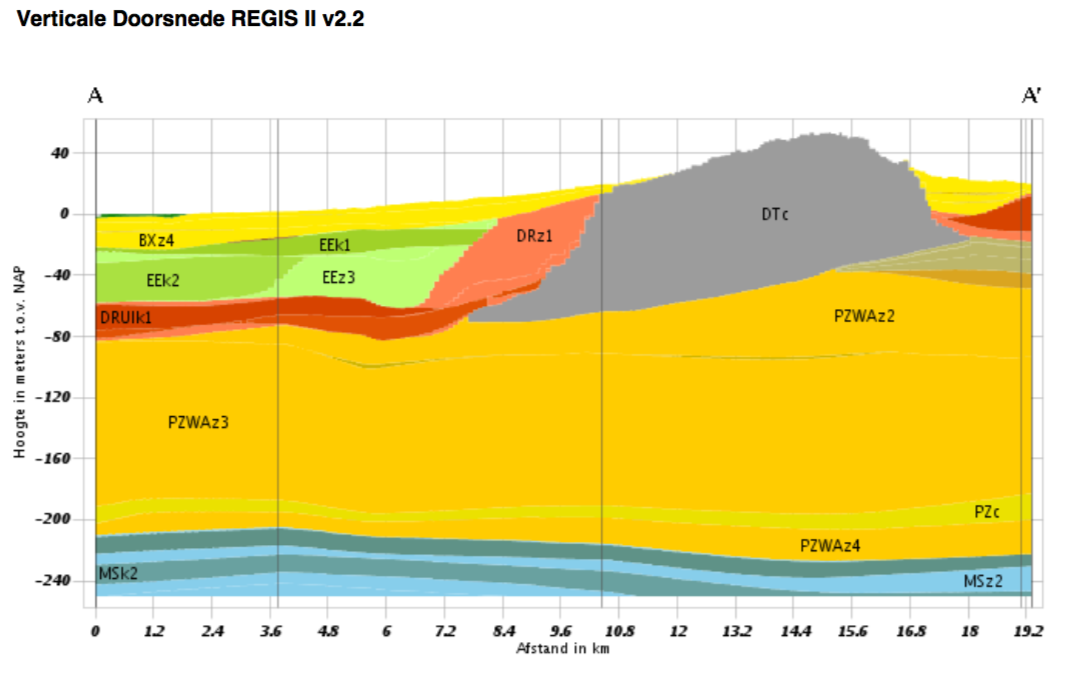 Verticale Doorsnede REGIS II v2.2
A A'
40
0
-40
-80
-120
-160
-200
-240
Hoogte in meters t.o.v. NAP
BXz4
EEk1
EEk2
EEz3
DRz1
DTc
DRUIk1
PZWAz2
PZWAz3
PZc
PZWAz4
MSk2
MSz2
0 1.2 2.4 3.6 4.8 6 7.2 8.4 9.6 10.8 12 13.2 14.4 15.6 16.8 18 19.2
Afstand in km